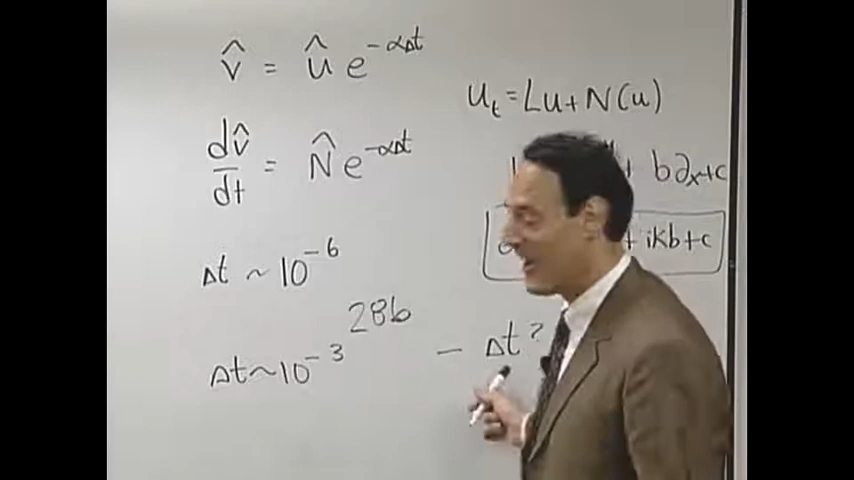 v̂ = û e^{-αΔt}
dv̂/dt = N̂ e^{-αΔt}
Δt ~ 10^{-6}
286
Δt ~ 10^{-3}
u_t = Lu + N(u)
+ b∂_x + c
+ ikb + c
— Δt?